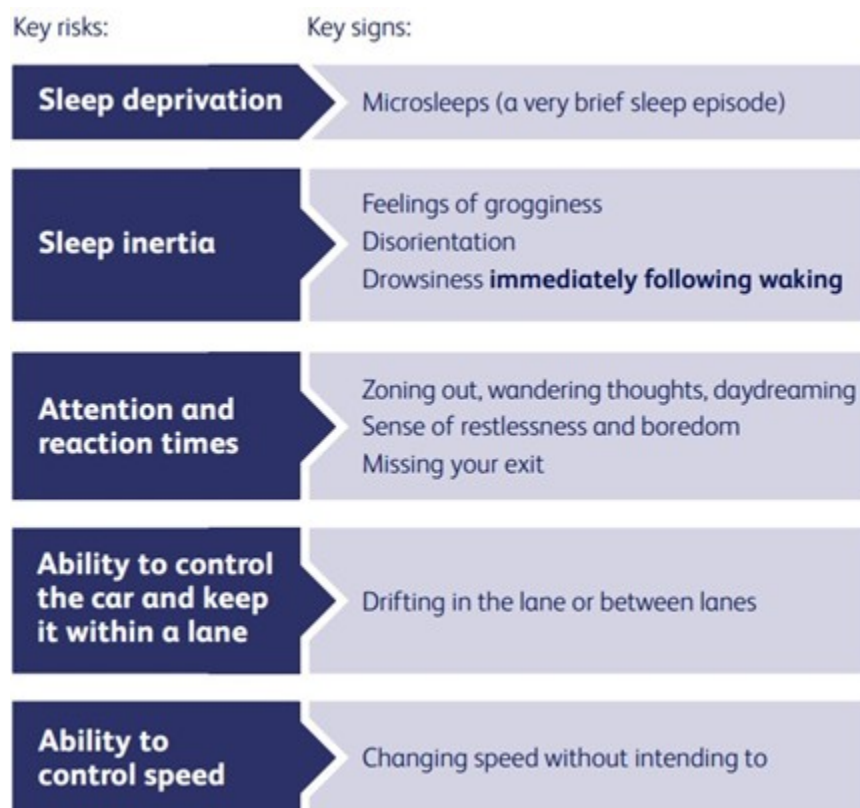 Key risks:
Key signs:
Sleep deprivation
Microsleeps (a very brief sleep episode)
Sleep inertia
Feelings of grogginess
Disorientation
Drowsiness immediately following waking
Attention and
reaction times
Zoning out, wandering thoughts, daydreaming
Sense of restlessness and boredom
Missing your exit
Ability to control
the car and keep
it within a lane
Drifting in the lane or between lanes
Ability to
control speed
Changing speed without intending to